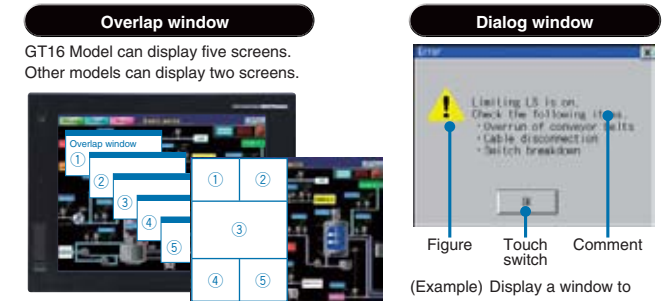 Overlap window
GT16 Model can display five screens.
Other models can display two screens.
Overlap window
①
②
③
④
⑤
① ②
③
④ ⑤
Dialog window
Error
Limiting LS is on.
Check the following items.
・Overrun of conveyor belts
・Cable disconnection
・Switch breakdown
Figure Touch switch Comment
(Example) Display a window to